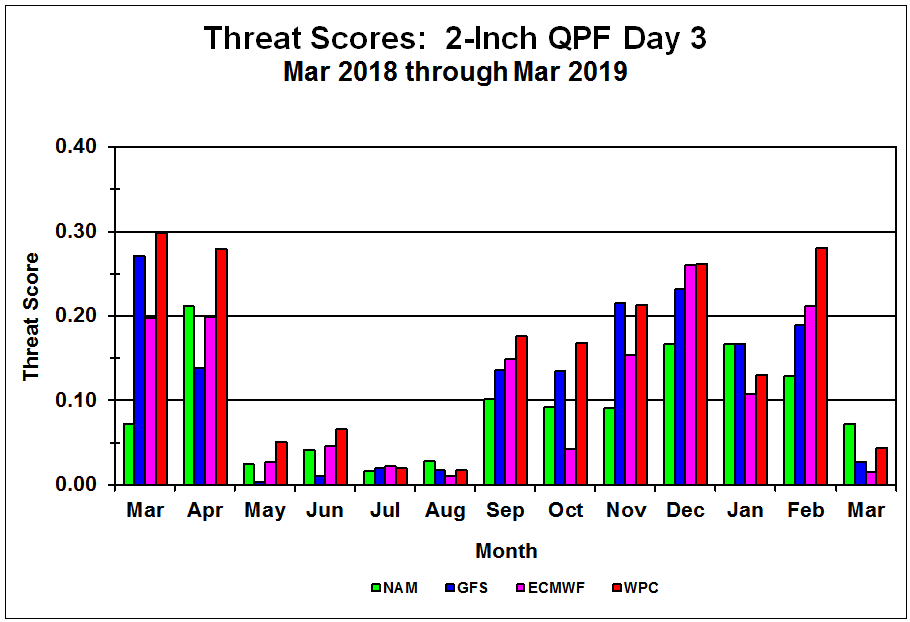 Threat Scores:  2-Inch QPF Day 3
Mar 2018 through Mar 2019
0.40
0.30
0.20
0.10
0.00
Threat Score
Mar Apr May Jun Jul Aug Sep Oct Nov Dec Jan Feb Mar
Month
NAM GFS ECMWF WPC